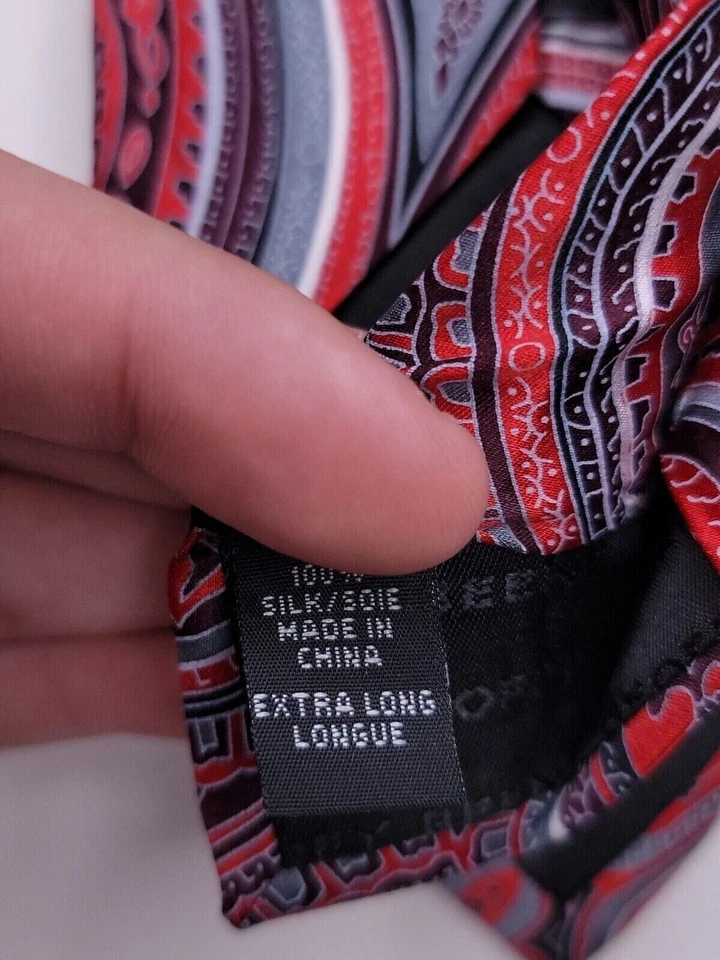 100%
SILK/SOIE
MADE IN
CHINA
EXTRA LONG
LONGUE